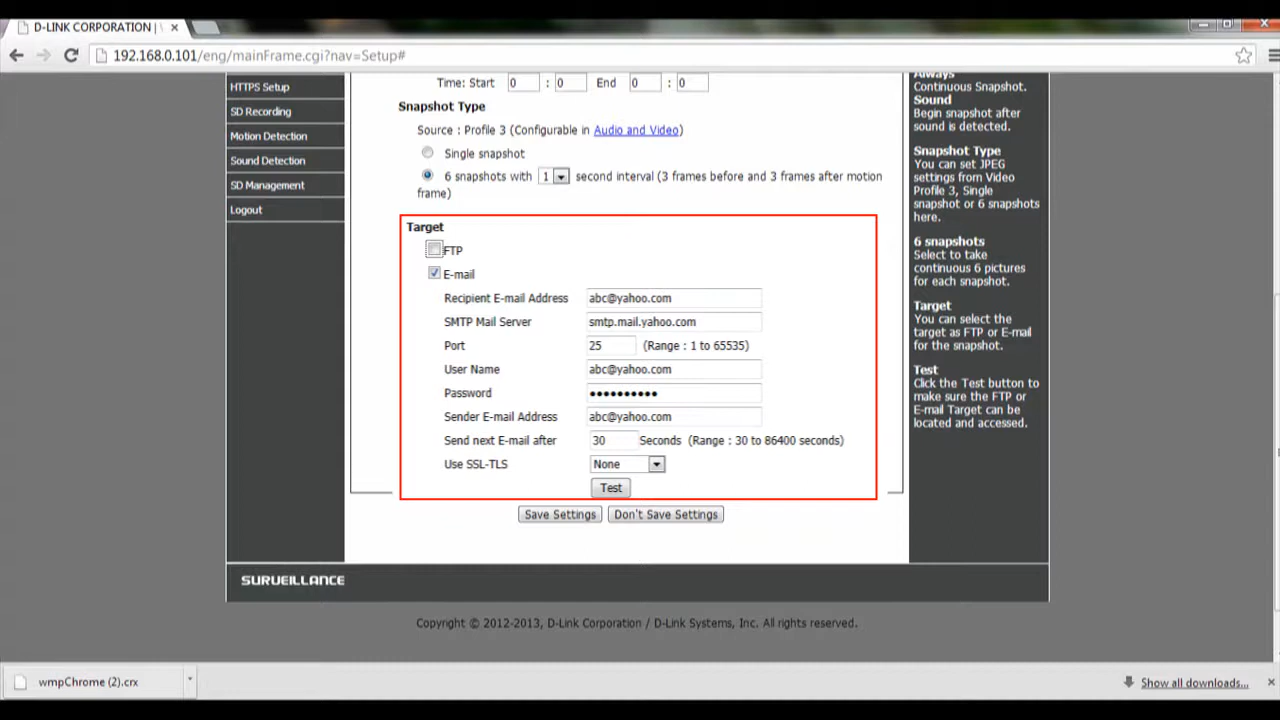 D-LINK CORPORATION |
192.168.0.101/eng/mainFrame.cgi?nav=Setup#
HTTPS Setup
SD Recording
Motion Detection
Sound Detection
SD Management
Logout
Time: Start 0 : 0 End 0 : 0
Snapshot Type
Source : Profile 3 (Configurable in Audio and Video)
Single snapshot
6 snapshots with 1 second interval (3 frames before and 3 frames after motion
frame)
Target
FTP
E-mail
Recipient E-mail Address abc@yahoo.com
SMTP Mail Server smtp.mail.yahoo.com
Port 25 (Range : 1 to 65535)
User Name abc@yahoo.com
Password ••••••••••
Sender E-mail Address abc@yahoo.com
Send next E-mail after 30 Seconds (Range : 30 to 86400 seconds)
Use SSL-TLS None
Test
Save Settings Don't Save Settings
Always
Continuous Snapshot.
Sound
Begin snapshot after
sound is detected.
Snapshot Type
You can set JPEG
settings from Video
Profile 3, Single
snapshot or 6 snapshots
here.
6 snapshots
Select to take
continuous 6 pictures
for each snapshot.
Target
You can select the
target as FTP or E-mail
for the snapshot.
Test
Click the Test button to
make sure the FTP or
E-mail Target can be
located and accessed.
SURVEILLANCE
Copyright © 2012-2013, D-Link Corporation / D-Link Systems, Inc. All rights reserved.
wmpChrome (2).crx
Show all downloads...